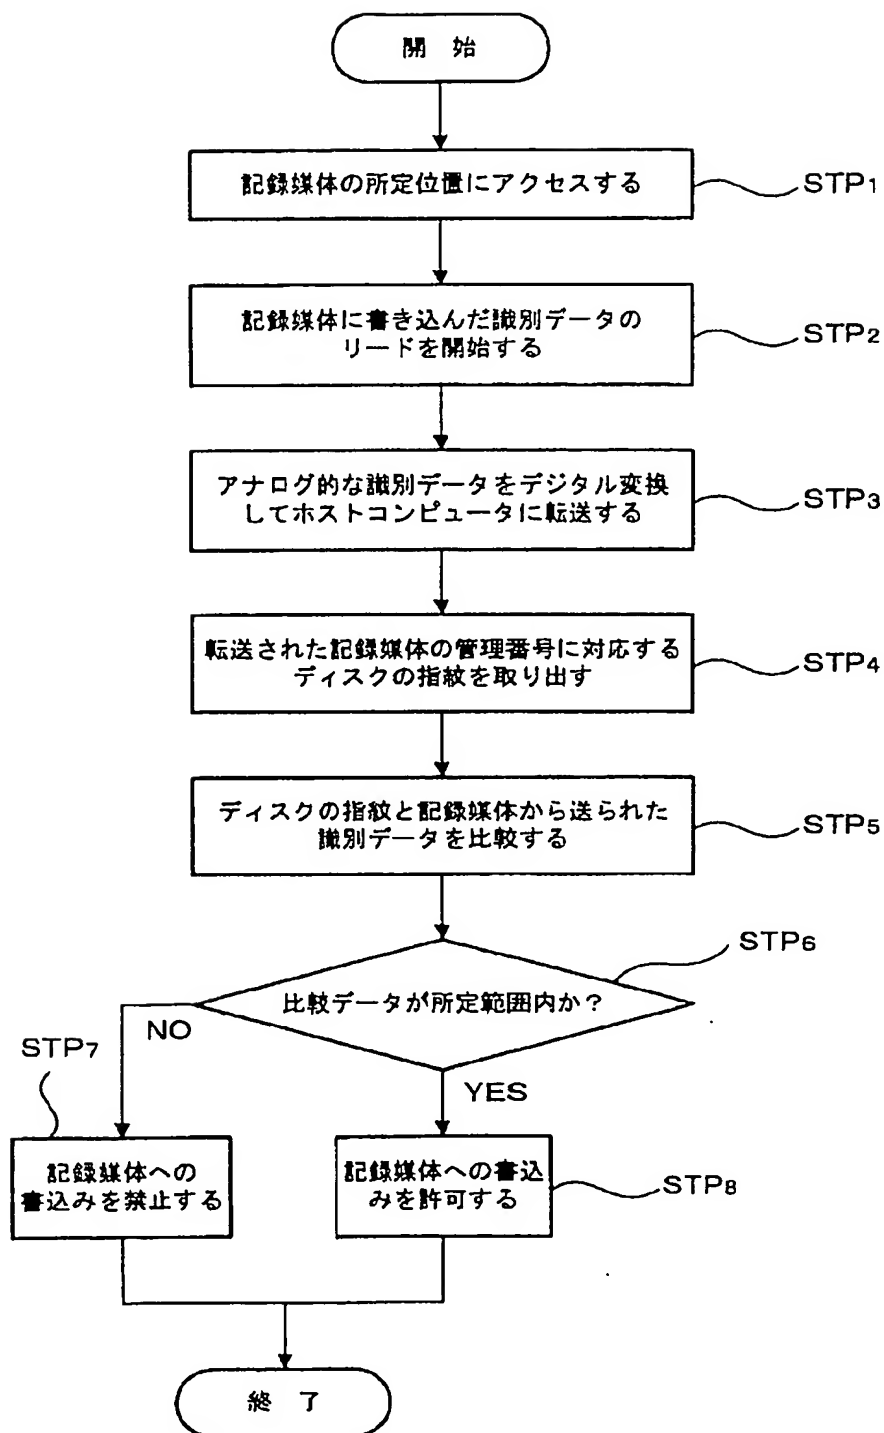 開 始
記録媒体の所定位置にアクセスする
STP1
記録媒体に書き込んだ識別データの
リードを開始する
STP2
アナログ的な識別データをデジタル変換
してホストコンピュータに転送する
STP3
転送された記録媒体の管理番号に対応する
ディスクの指紋を取り出す
STP4
ディスクの指紋と記録媒体から送られた
識別データを比較する
STP5
STP6
比較データが所定範囲内か?
NO
YES
STP7
記録媒体への
書込みを禁止する
記録媒体への書込
みを許可する
STP8
終 了